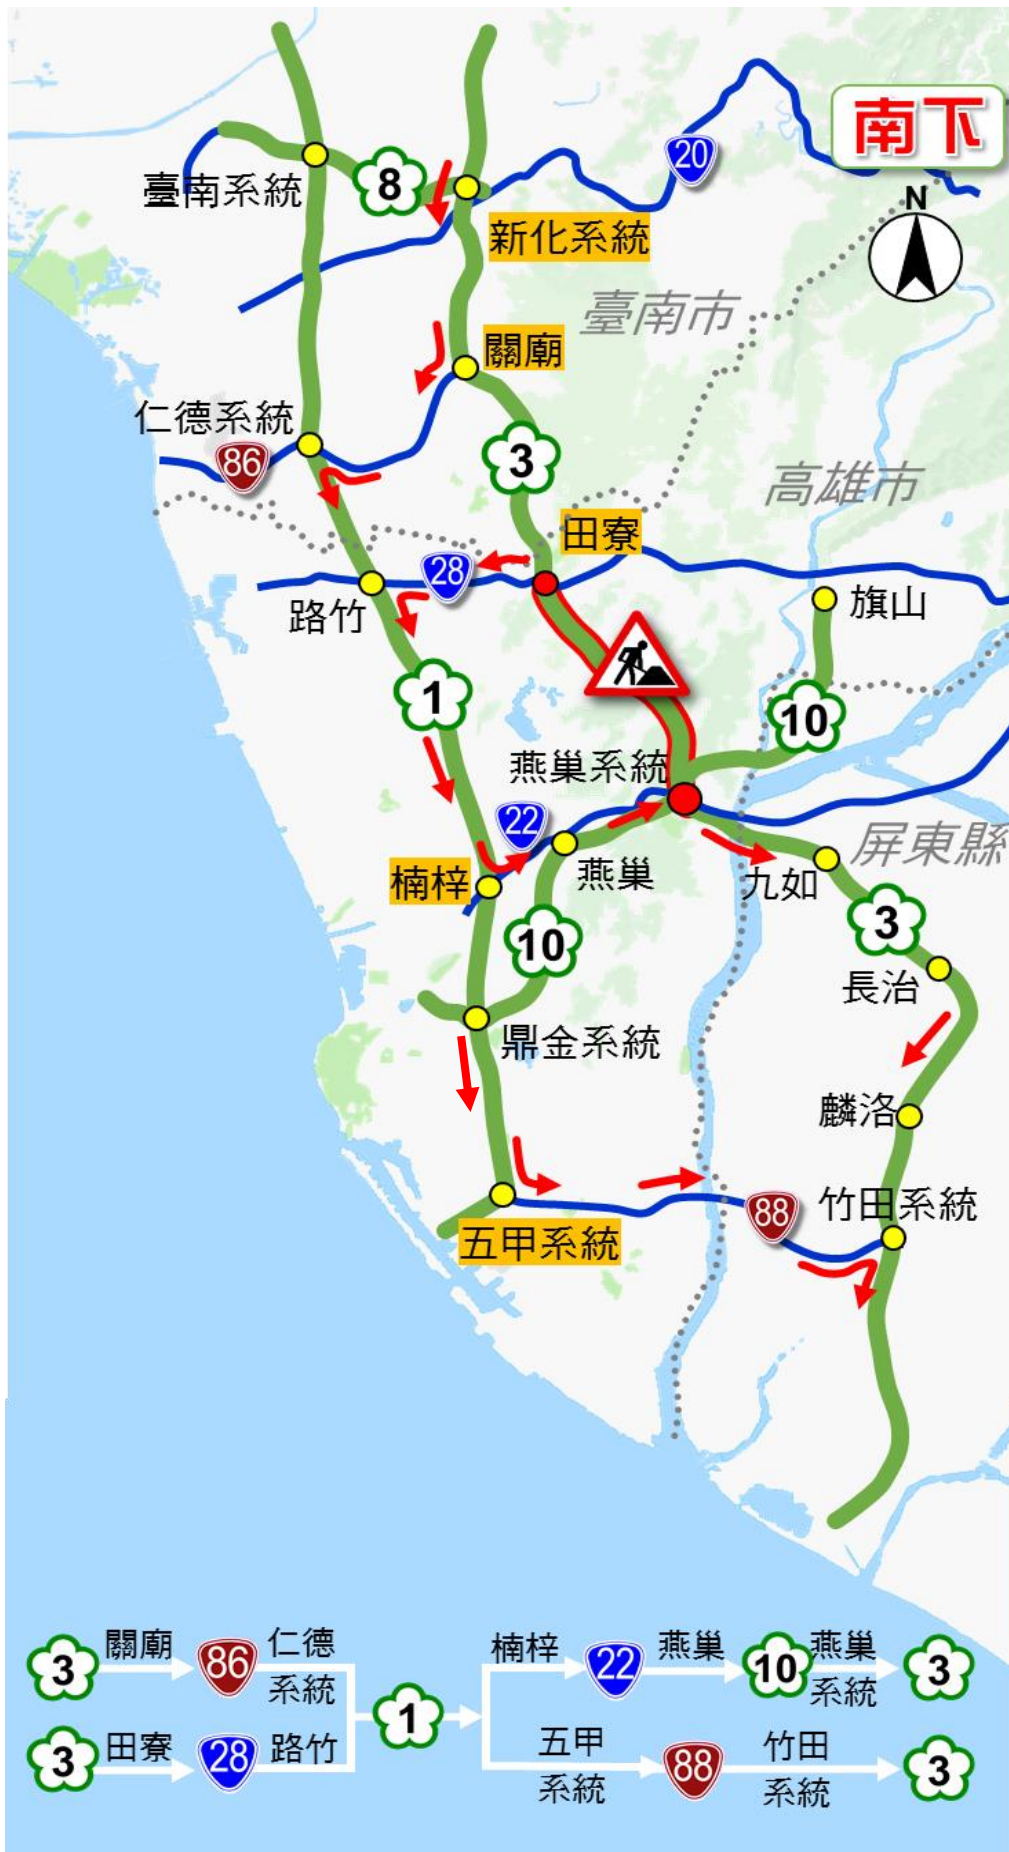 南下
20
N
臺南系統
8
新化系統
臺南市
關廟
仁德系統
86
3
高雄市
田寮
28
路竹
旗山
1
10
燕巢系統
22
燕巢
屏東縣
楠梓
九如
3
10
長治
鼎金系統
麟洛
竹田系統
88
五甲系統
3 關廟 86 仁德系統
3 田寮 28 路竹
1
楠梓 22 燕巢 10 燕巢系統 3
五甲系統 88 竹田系統 3